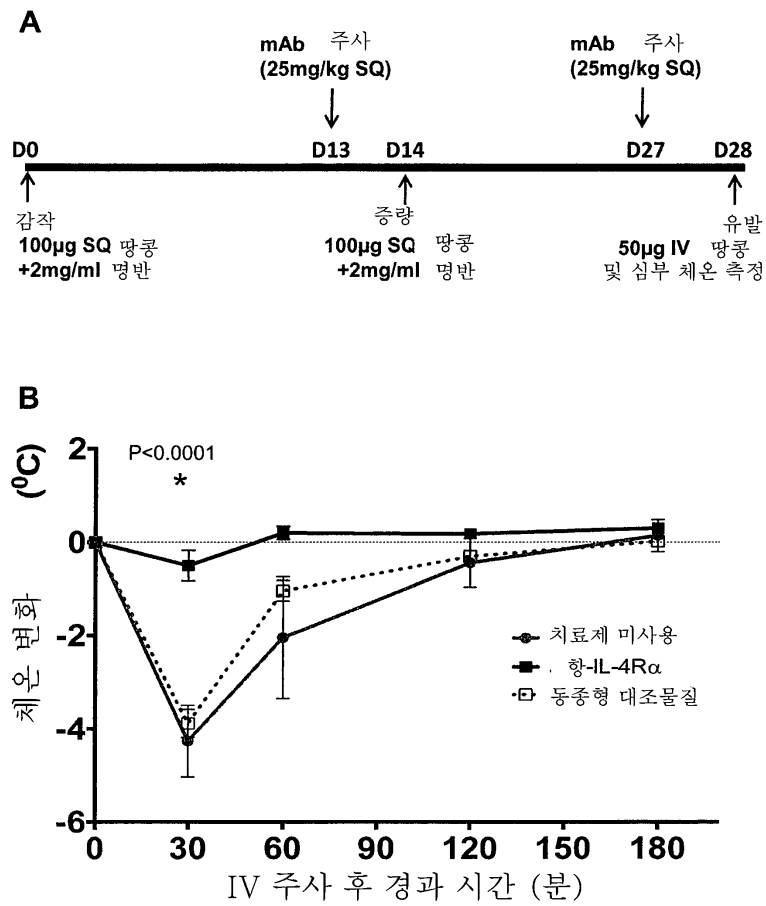 A
mAb 주사
(25mg/kg SQ)
mAb 주사
(25mg/kg SQ)
D0
D13
D14
D27
D28
감작
100µg SQ 땅콩
+2mg/ml 명반
증량
100µg SQ 땅콩
+2mg/ml 명반
유발
50µg IV 땅콩
및 심부 체온 측정
B
체온 변화 (⁰C)
P<0.0001
*
2
0
-2
-4
-6
치료제 미사용
항-IL-4Rα
동종형 대조물질
0 30 60 90 120 150 180
IV 주사 후 경과 시간 (분)